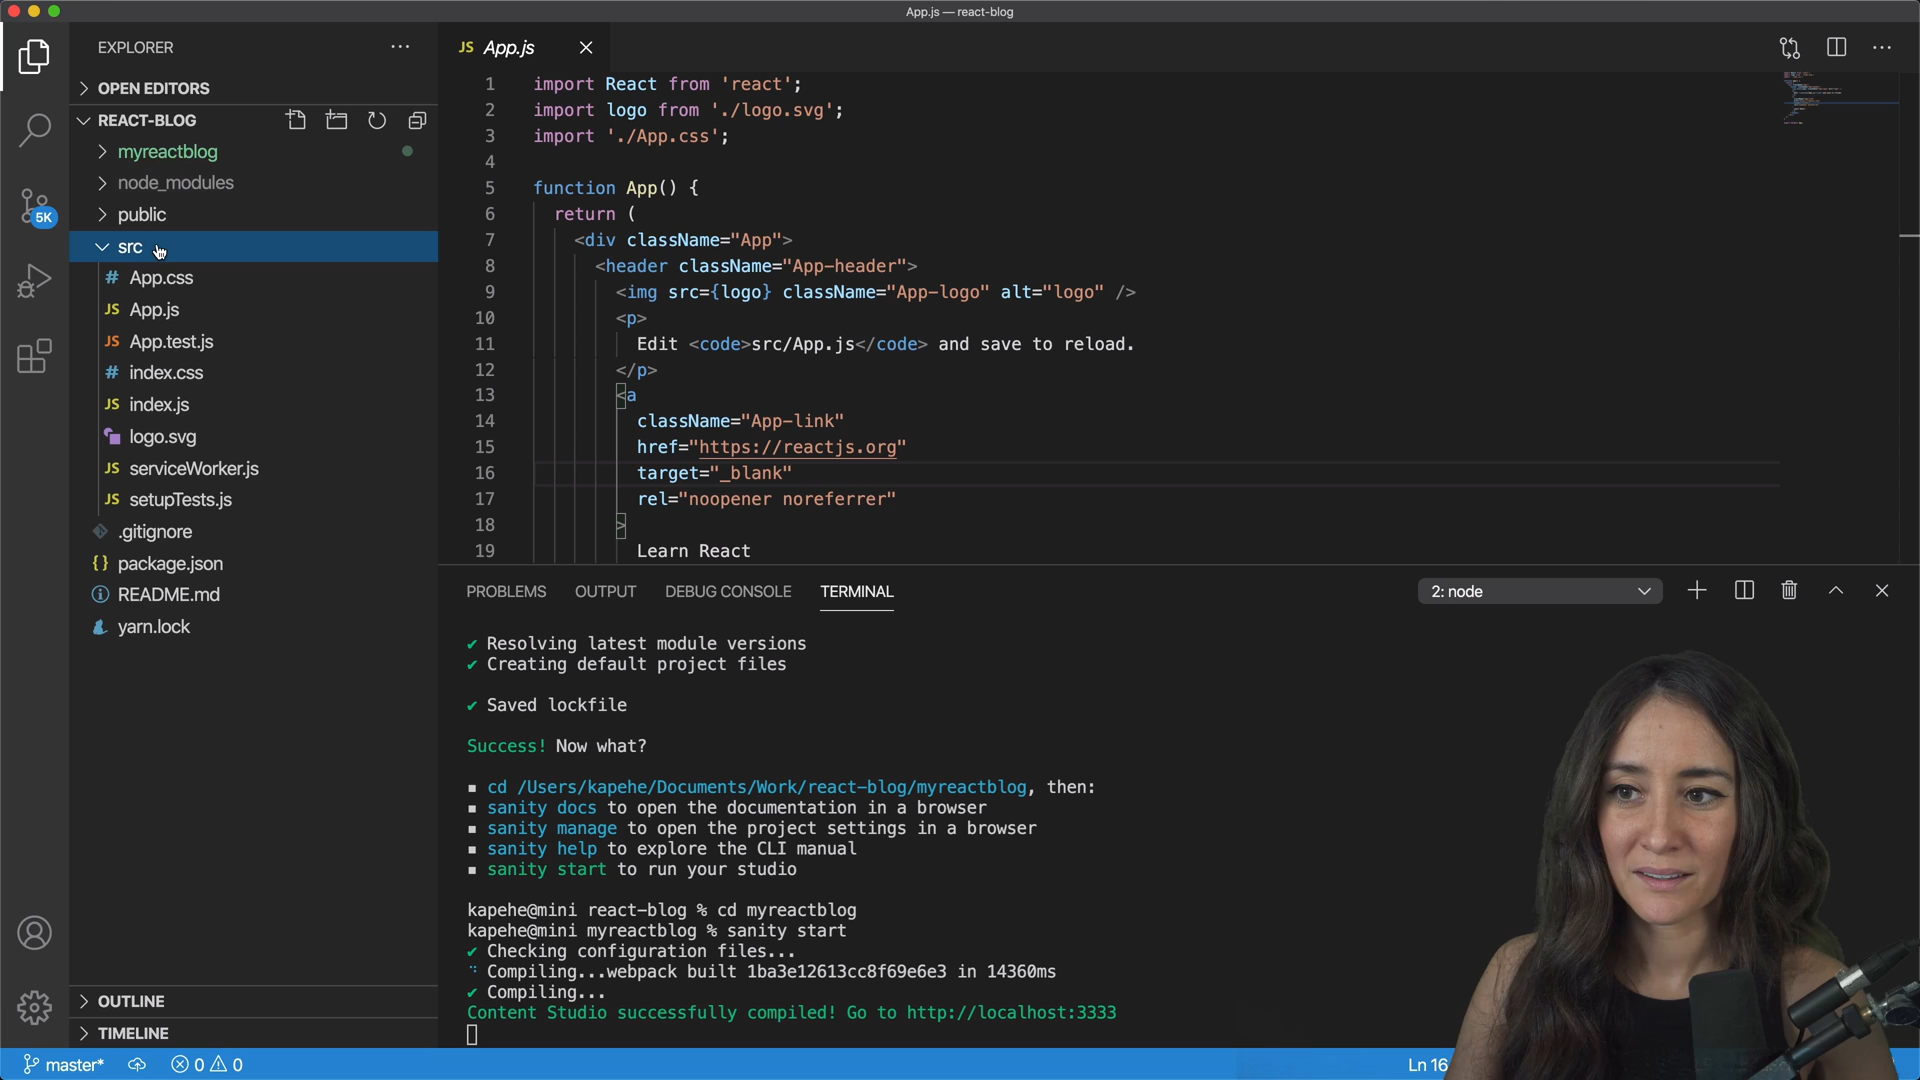 App.js — react-blog
EXPLORER
OPEN EDITORS
REACT-BLOG
myreactblog
node_modules
public
src
# App.css
JS App.js
JS App.test.js
# index.css
JS index.js
logo.svg
JS serviceWorker.js
JS setupTests.js
.gitignore
{} package.json
README.md
yarn.lock
OUTLINE
TIMELINE
5K
JS App.js
1 import React from 'react';
2 import logo from './logo.svg';
3 import './App.css';
4
5 function App() {
6 return (
7 <div className="App">
8 <header className="App-header">
9 <img src={logo} className="App-logo" alt="logo" />
10 <p>
11 Edit <code>src/App.js</code> and save to reload.
12 </p>
13 <a
14 className="App-link"
15 href="https://reactjs.org"
16 target="_blank"
17 rel="noopener noreferrer"
18 >
19 Learn React
PROBLEMS OUTPUT DEBUG CONSOLE TERMINAL 2: node
✔ Resolving latest module versions
✔ Creating default project files
✔ Saved lockfile
Success! Now what?
▪ cd /Users/kapehe/Documents/Work/react-blog/myreactblog, then:
▪ sanity docs to open the documentation in a browser
▪ sanity manage to open the project settings in a browser
▪ sanity help to explore the CLI manual
▪ sanity start to run your studio
kapehe@mini react-blog % cd myreactblog
kapehe@mini myreactblog % sanity start
✔ Checking configuration files...
Compiling...webpack built 1ba3e12613cc8f69e6e3 in 14360ms
✔ Compiling...
Content Studio successfully compiled! Go to http://localhost:3333
master* 0 0 Ln 16